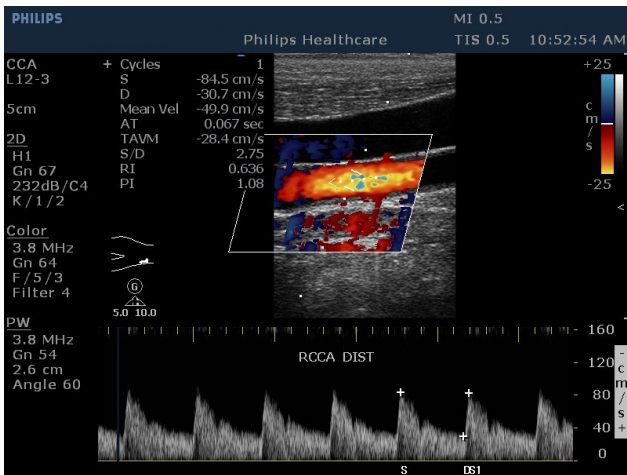 PHILIPS
MI 0.5
Philips Healthcare
TIS 0.5 10:52:54 AM
CCA
L12-3
5cm
2D
H1
Gn 67
232dB/C4
K/1/2
Color
3.8 MHz
Gn 64
F/5/3
Filter 4
PW
3.8 MHz
Gn 54
2.6 cm
Angle 60
+ Cycles 1
S -84.5 cm/s
D -30.7 cm/s
Mean Vel -49.9 cm/s
AT 0.067 sec
TAVM -28.4 cm/s
S/D 2.75
RI 0.636
PI 1.08
+25
cm/s
-25
<
G
5.0 10.0
RCCA DIST
- 160
- 120
- 80
- 40
0
- cm/s +
S DS1